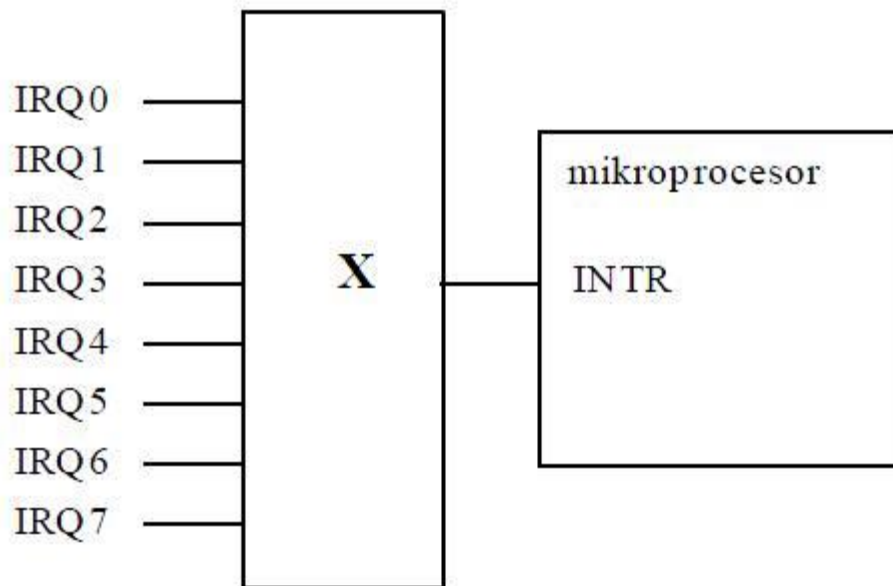 IRQ0
IRQ1
IRQ2
IRQ3
IRQ4
IRQ5
IRQ6
IRQ7
X
mikroprocesor
INTR